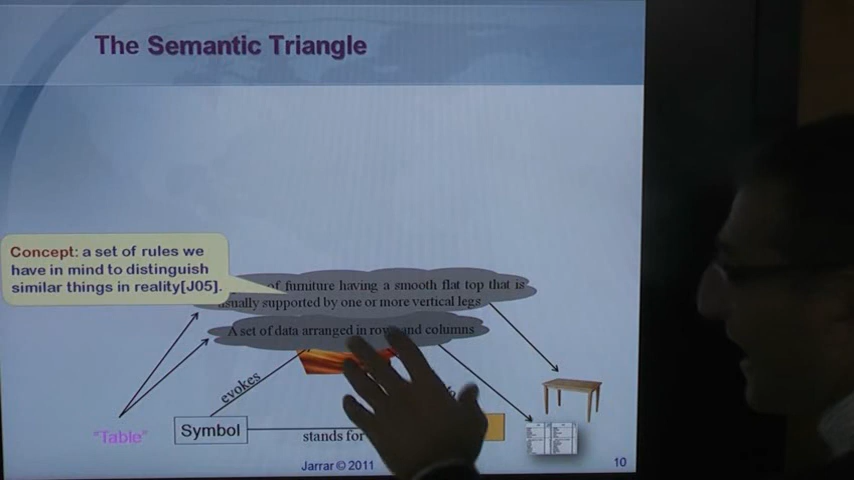 The Semantic Triangle
Concept: a set of rules we
have in mind to distinguish
similar things in reality[J05].
of furniture having a smooth flat top that is
usually supported by one or more vertical legs
A set of data arranged in rows and columns
evokes
"Table"
Symbol
stands for
Jarrar © 2011
10